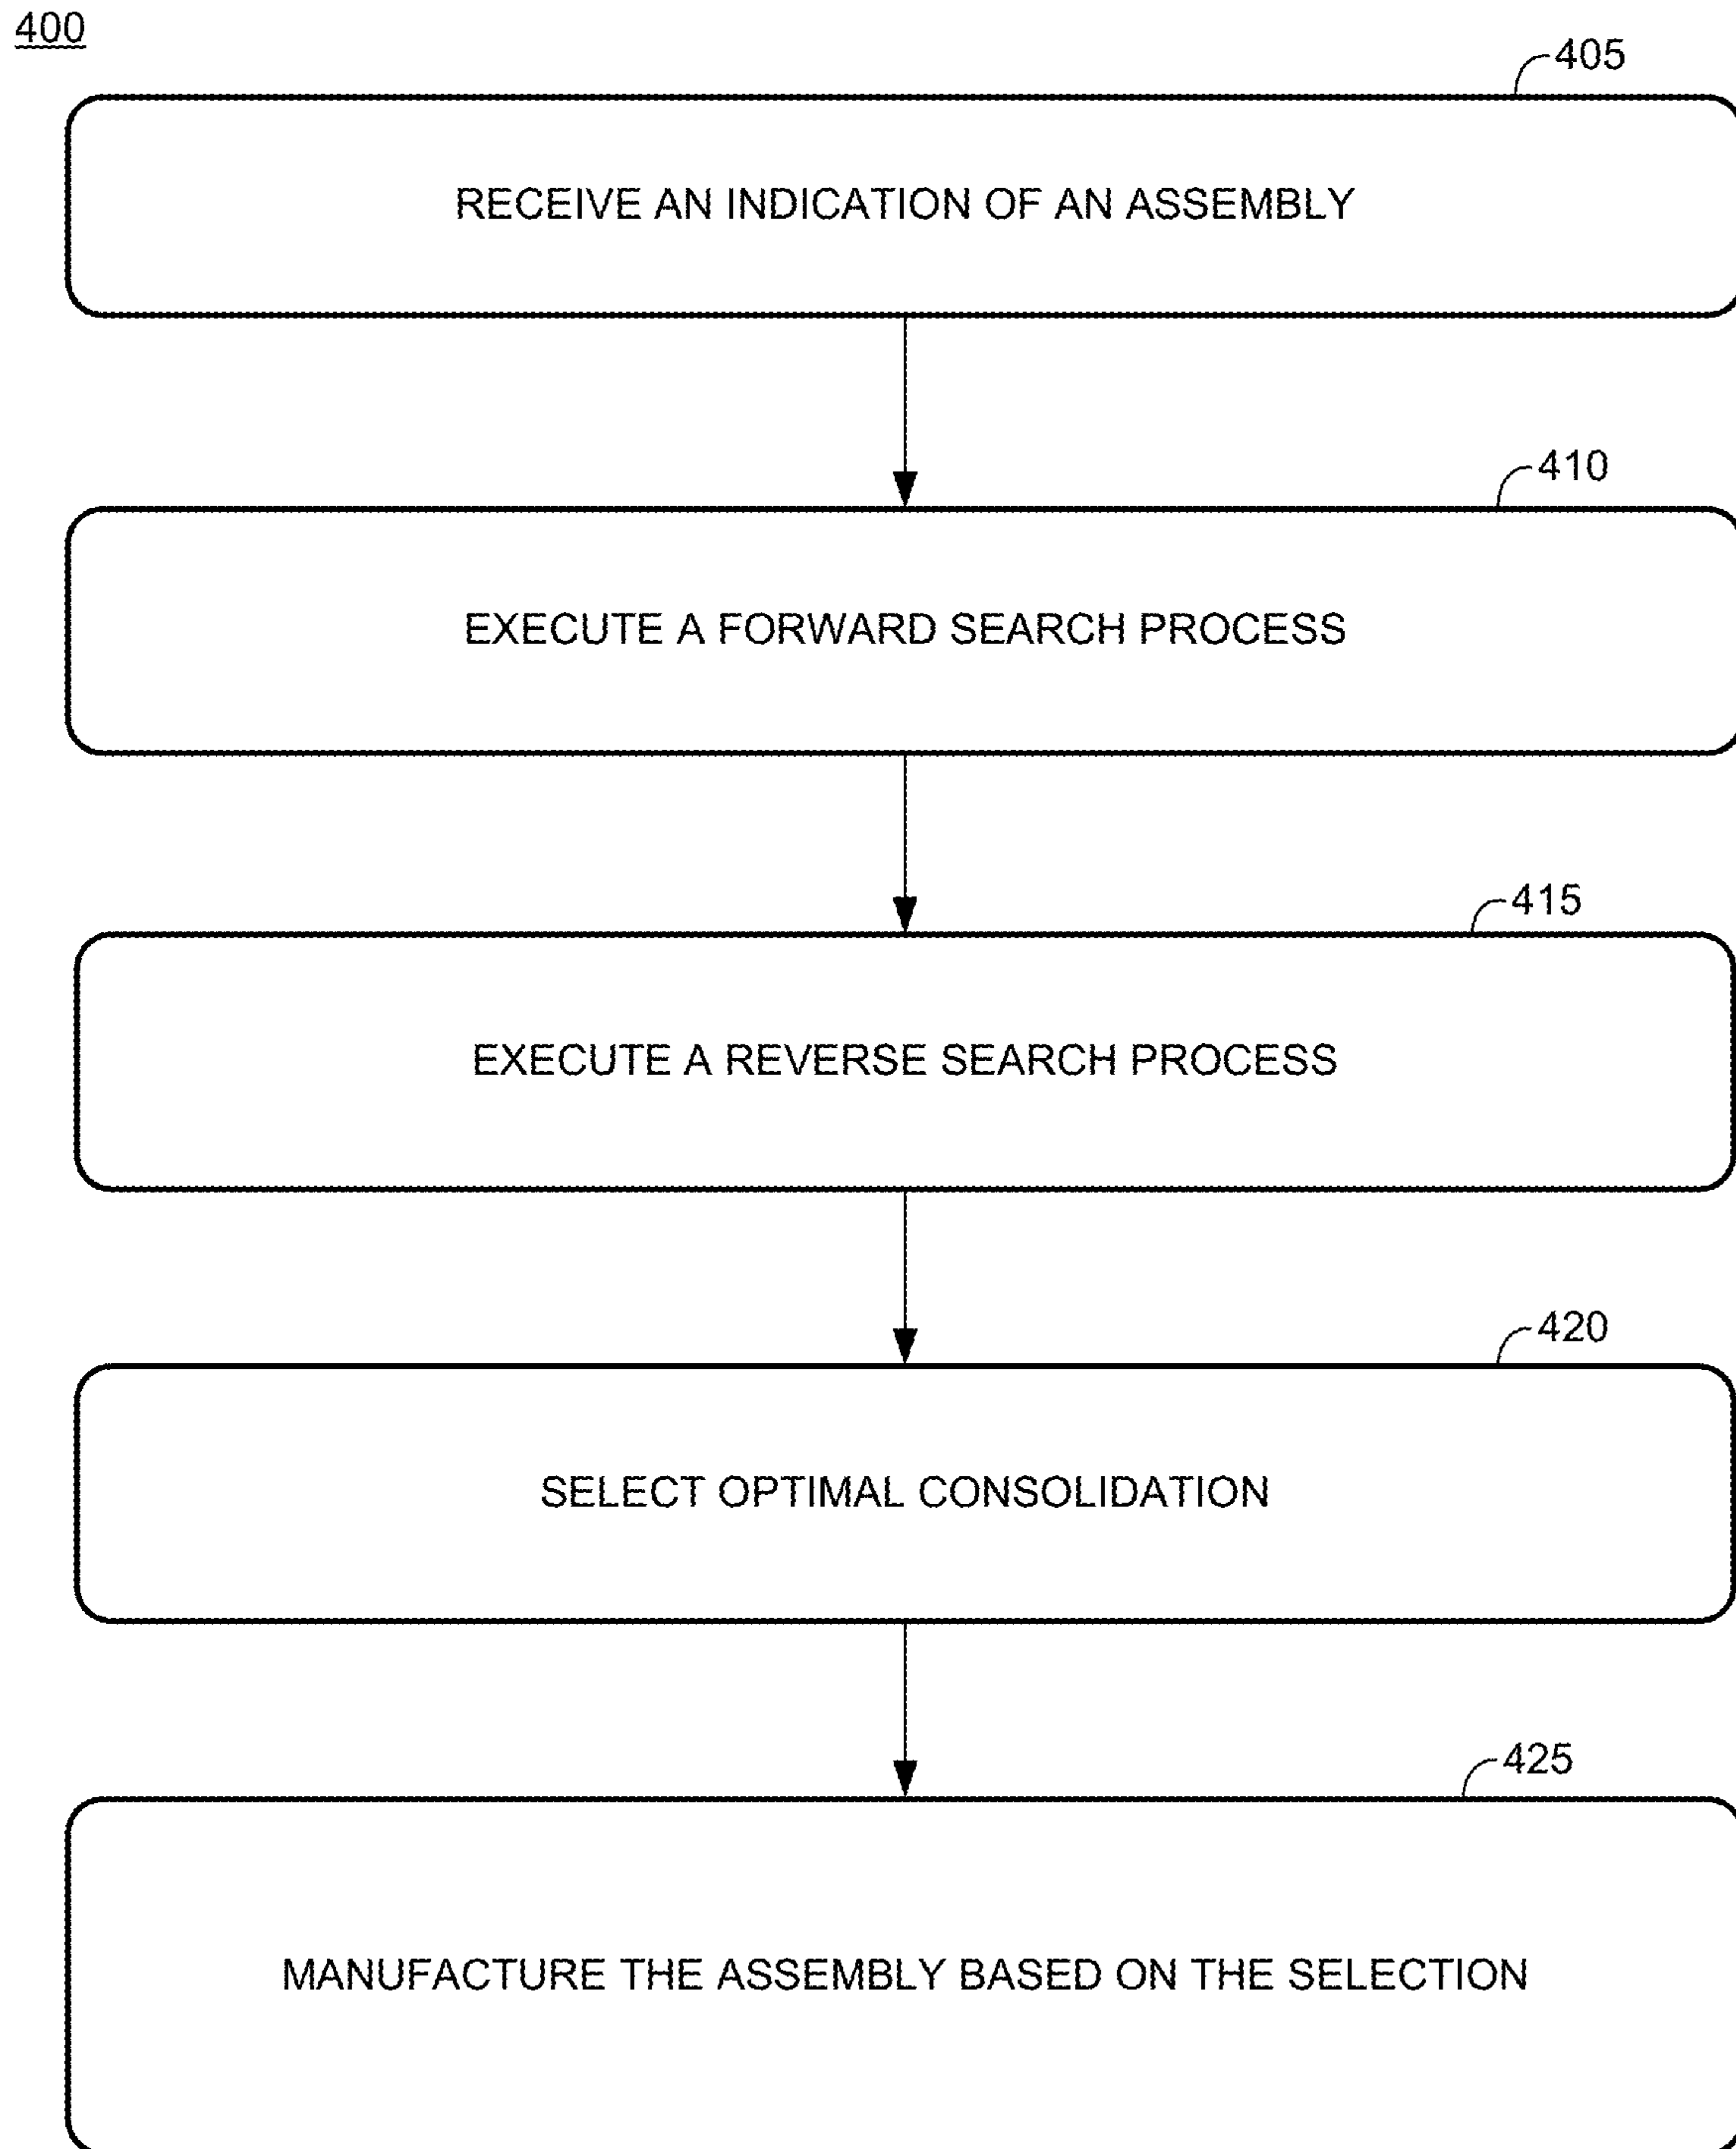 400
405
RECEIVE AN INDICATION OF AN ASSEMBLY
410
EXECUTE A FORWARD SEARCH PROCESS
415
EXECUTE A REVERSE SEARCH PROCESS
420
SELECT OPTIMAL CONSOLIDATION
425
MANUFACTURE THE ASSEMBLY BASED ON THE SELECTION